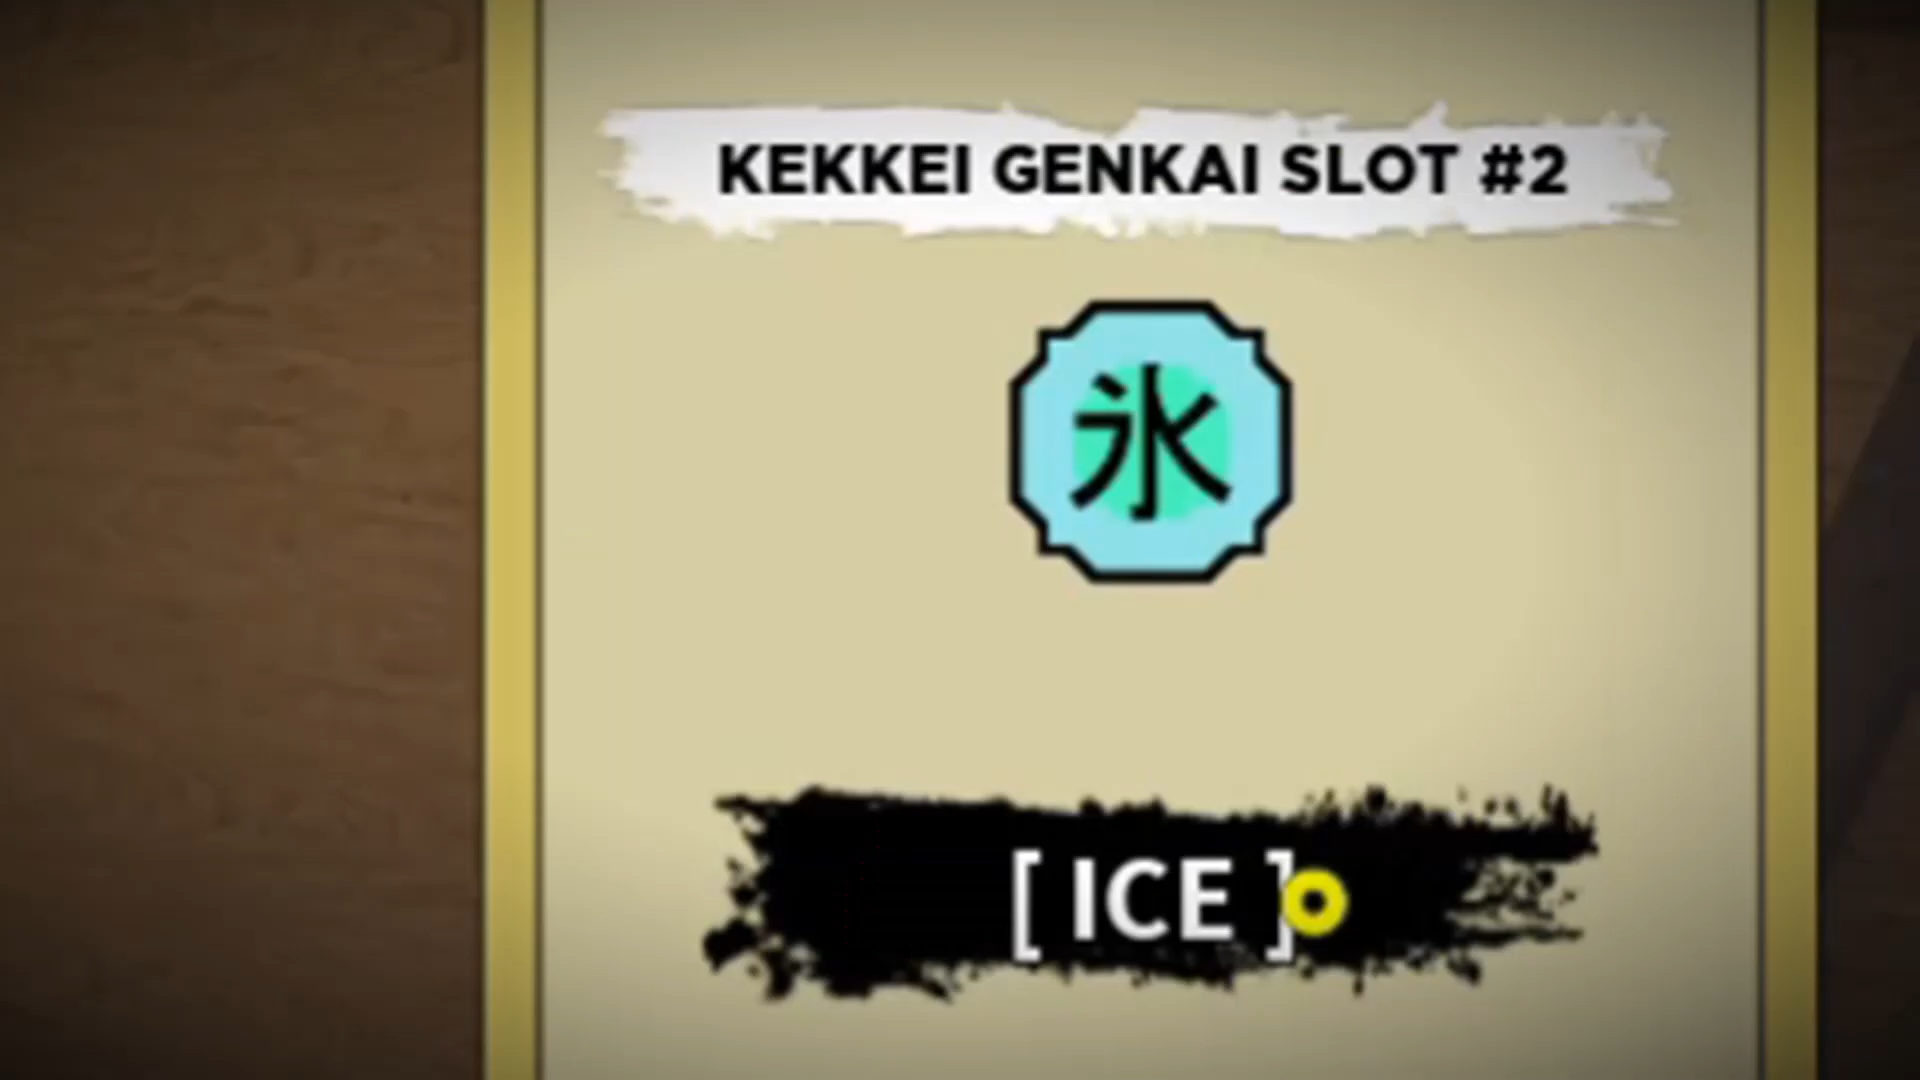 KEKKEI GENKAI SLOT #2
氷
[ ICE ]